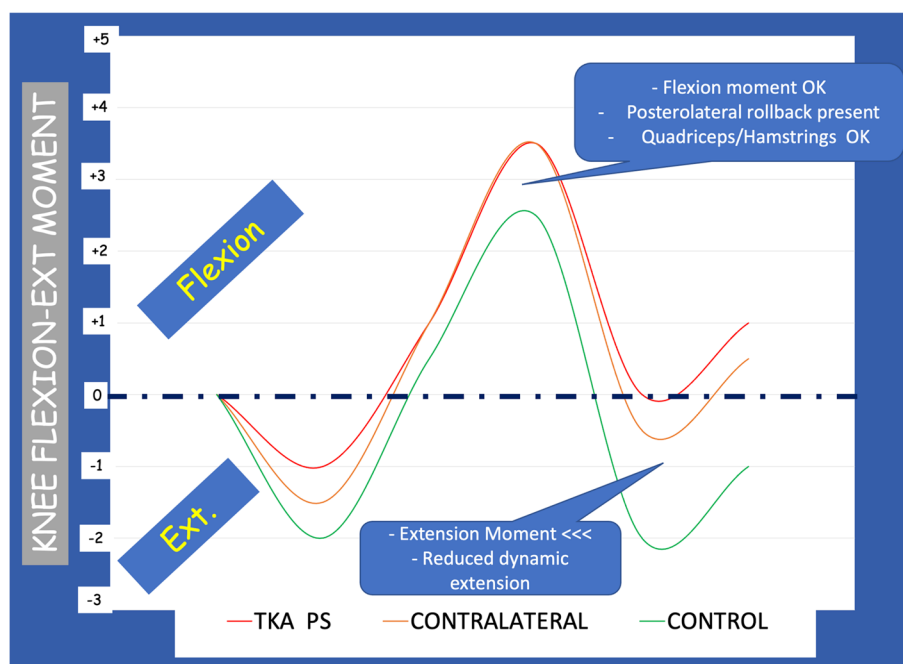 KNEE FLEXION-EXT MOMENT
+5
+4
+3
+2
+1
0
-1
-2
-3
Flexion
Ext.
- Flexion moment OK
- Posterolateral rollback present
- Quadriceps/Hamstrings OK
- Extension Moment <<<
- Reduced dynamic
extension
TKA PS
CONTRALATERAL
CONTROL